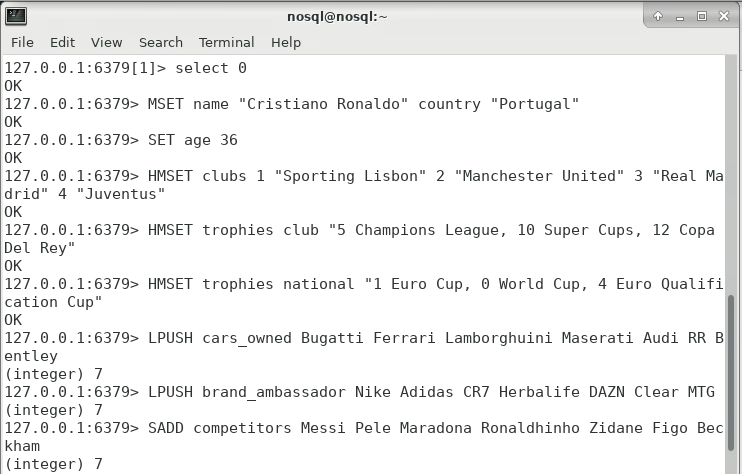 nosql@nosql:~
File Edit View Search Terminal Help
127.0.0.1:6379[1]> select 0
OK
127.0.0.1:6379> MSET name "Cristiano Ronaldo" country "Portugal"
OK
127.0.0.1:6379> SET age 36
OK
127.0.0.1:6379> HMSET clubs 1 "Sporting Lisbon" 2 "Manchester United" 3 "Real Ma
drid" 4 "Juventus"
OK
127.0.0.1:6379> HMSET trophies club "5 Champions League, 10 Super Cups, 12 Copa
Del Rey"
OK
127.0.0.1:6379> HMSET trophies national "1 Euro Cup, 0 World Cup, 4 Euro Qualifi
cation Cup"
OK
127.0.0.1:6379> LPUSH cars_owned Bugatti Ferrari Lamborghuini Maserati Audi RR B
entley
(integer) 7
127.0.0.1:6379> LPUSH brand_ambassador Nike Adidas CR7 Herbalife DAZN Clear MTG
(integer) 7
127.0.0.1:6379> SADD competitors Messi Pele Maradona Ronaldhinho Zidane Figo Bec
kham
(integer) 7